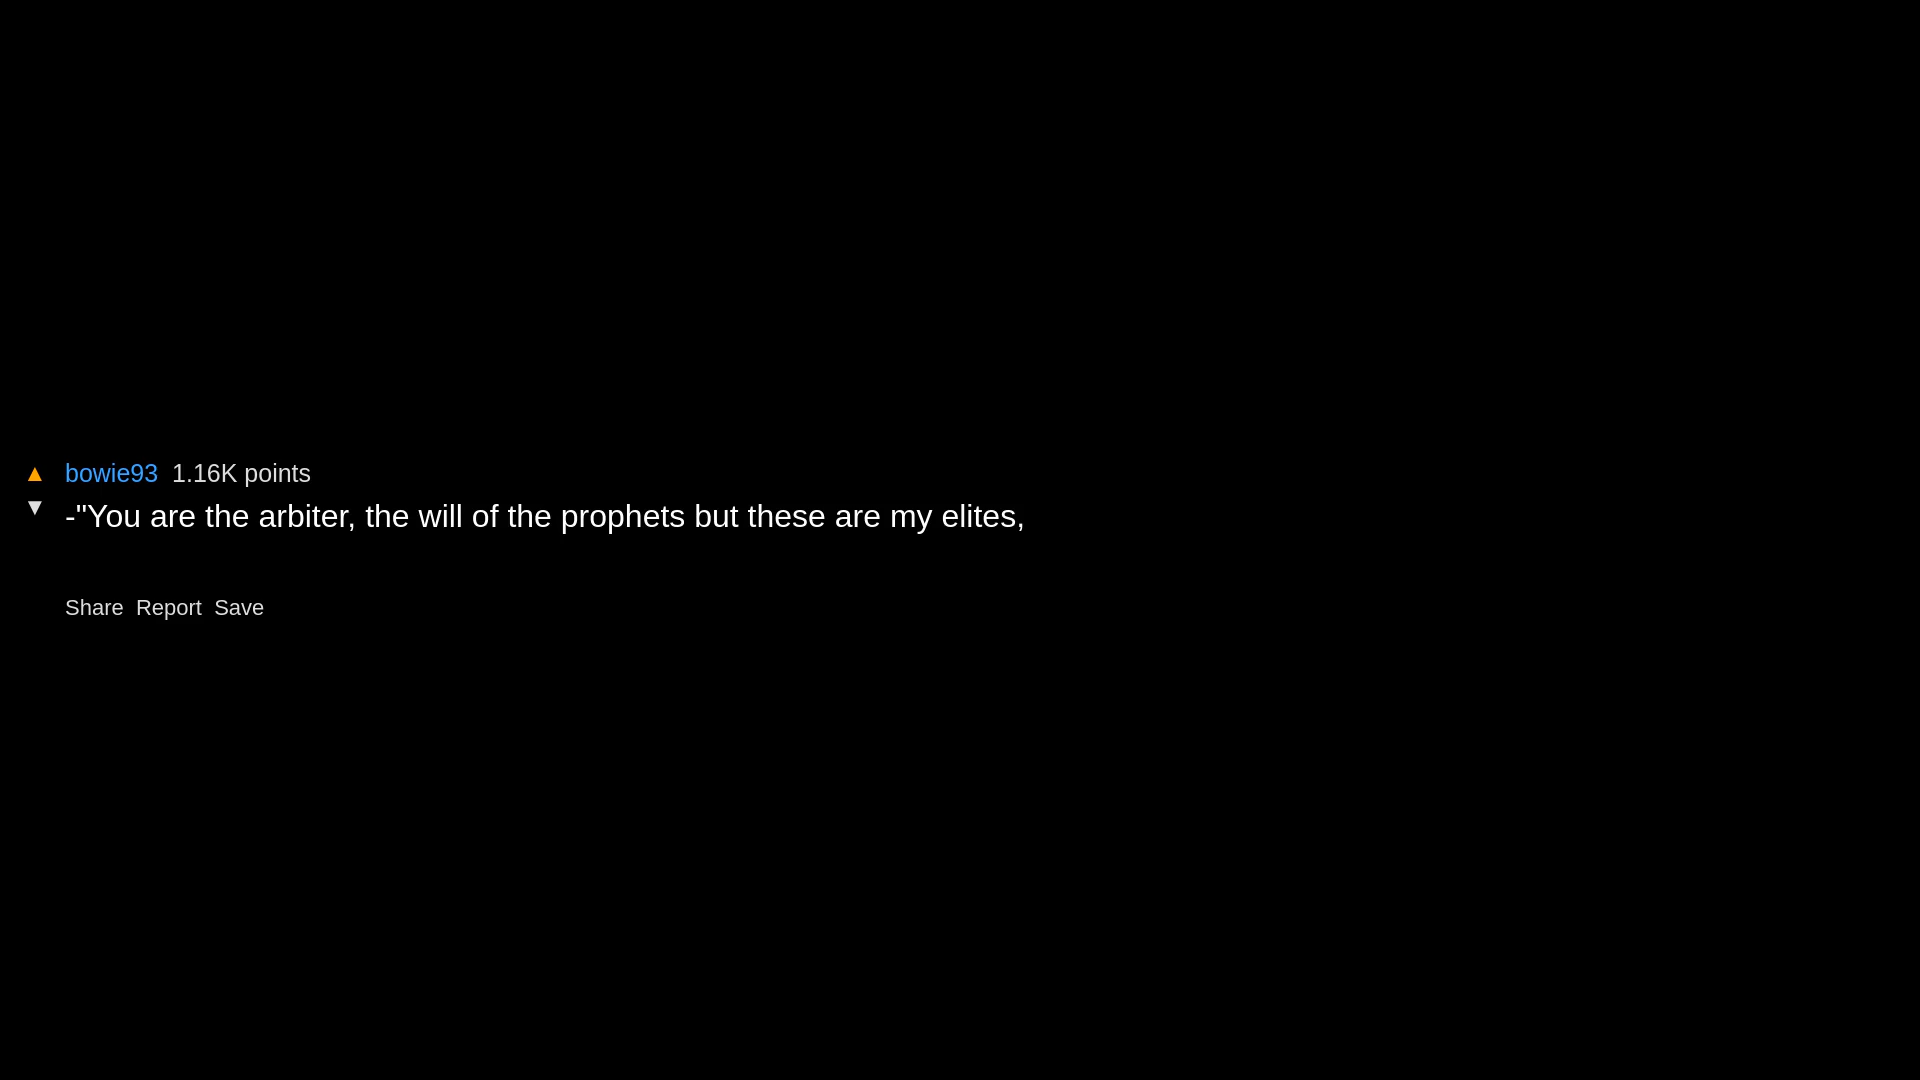 ▲ bowie93 1.16K points
▼ -"You are the arbiter, the will of the prophets but these are my elites,
Share Report Save